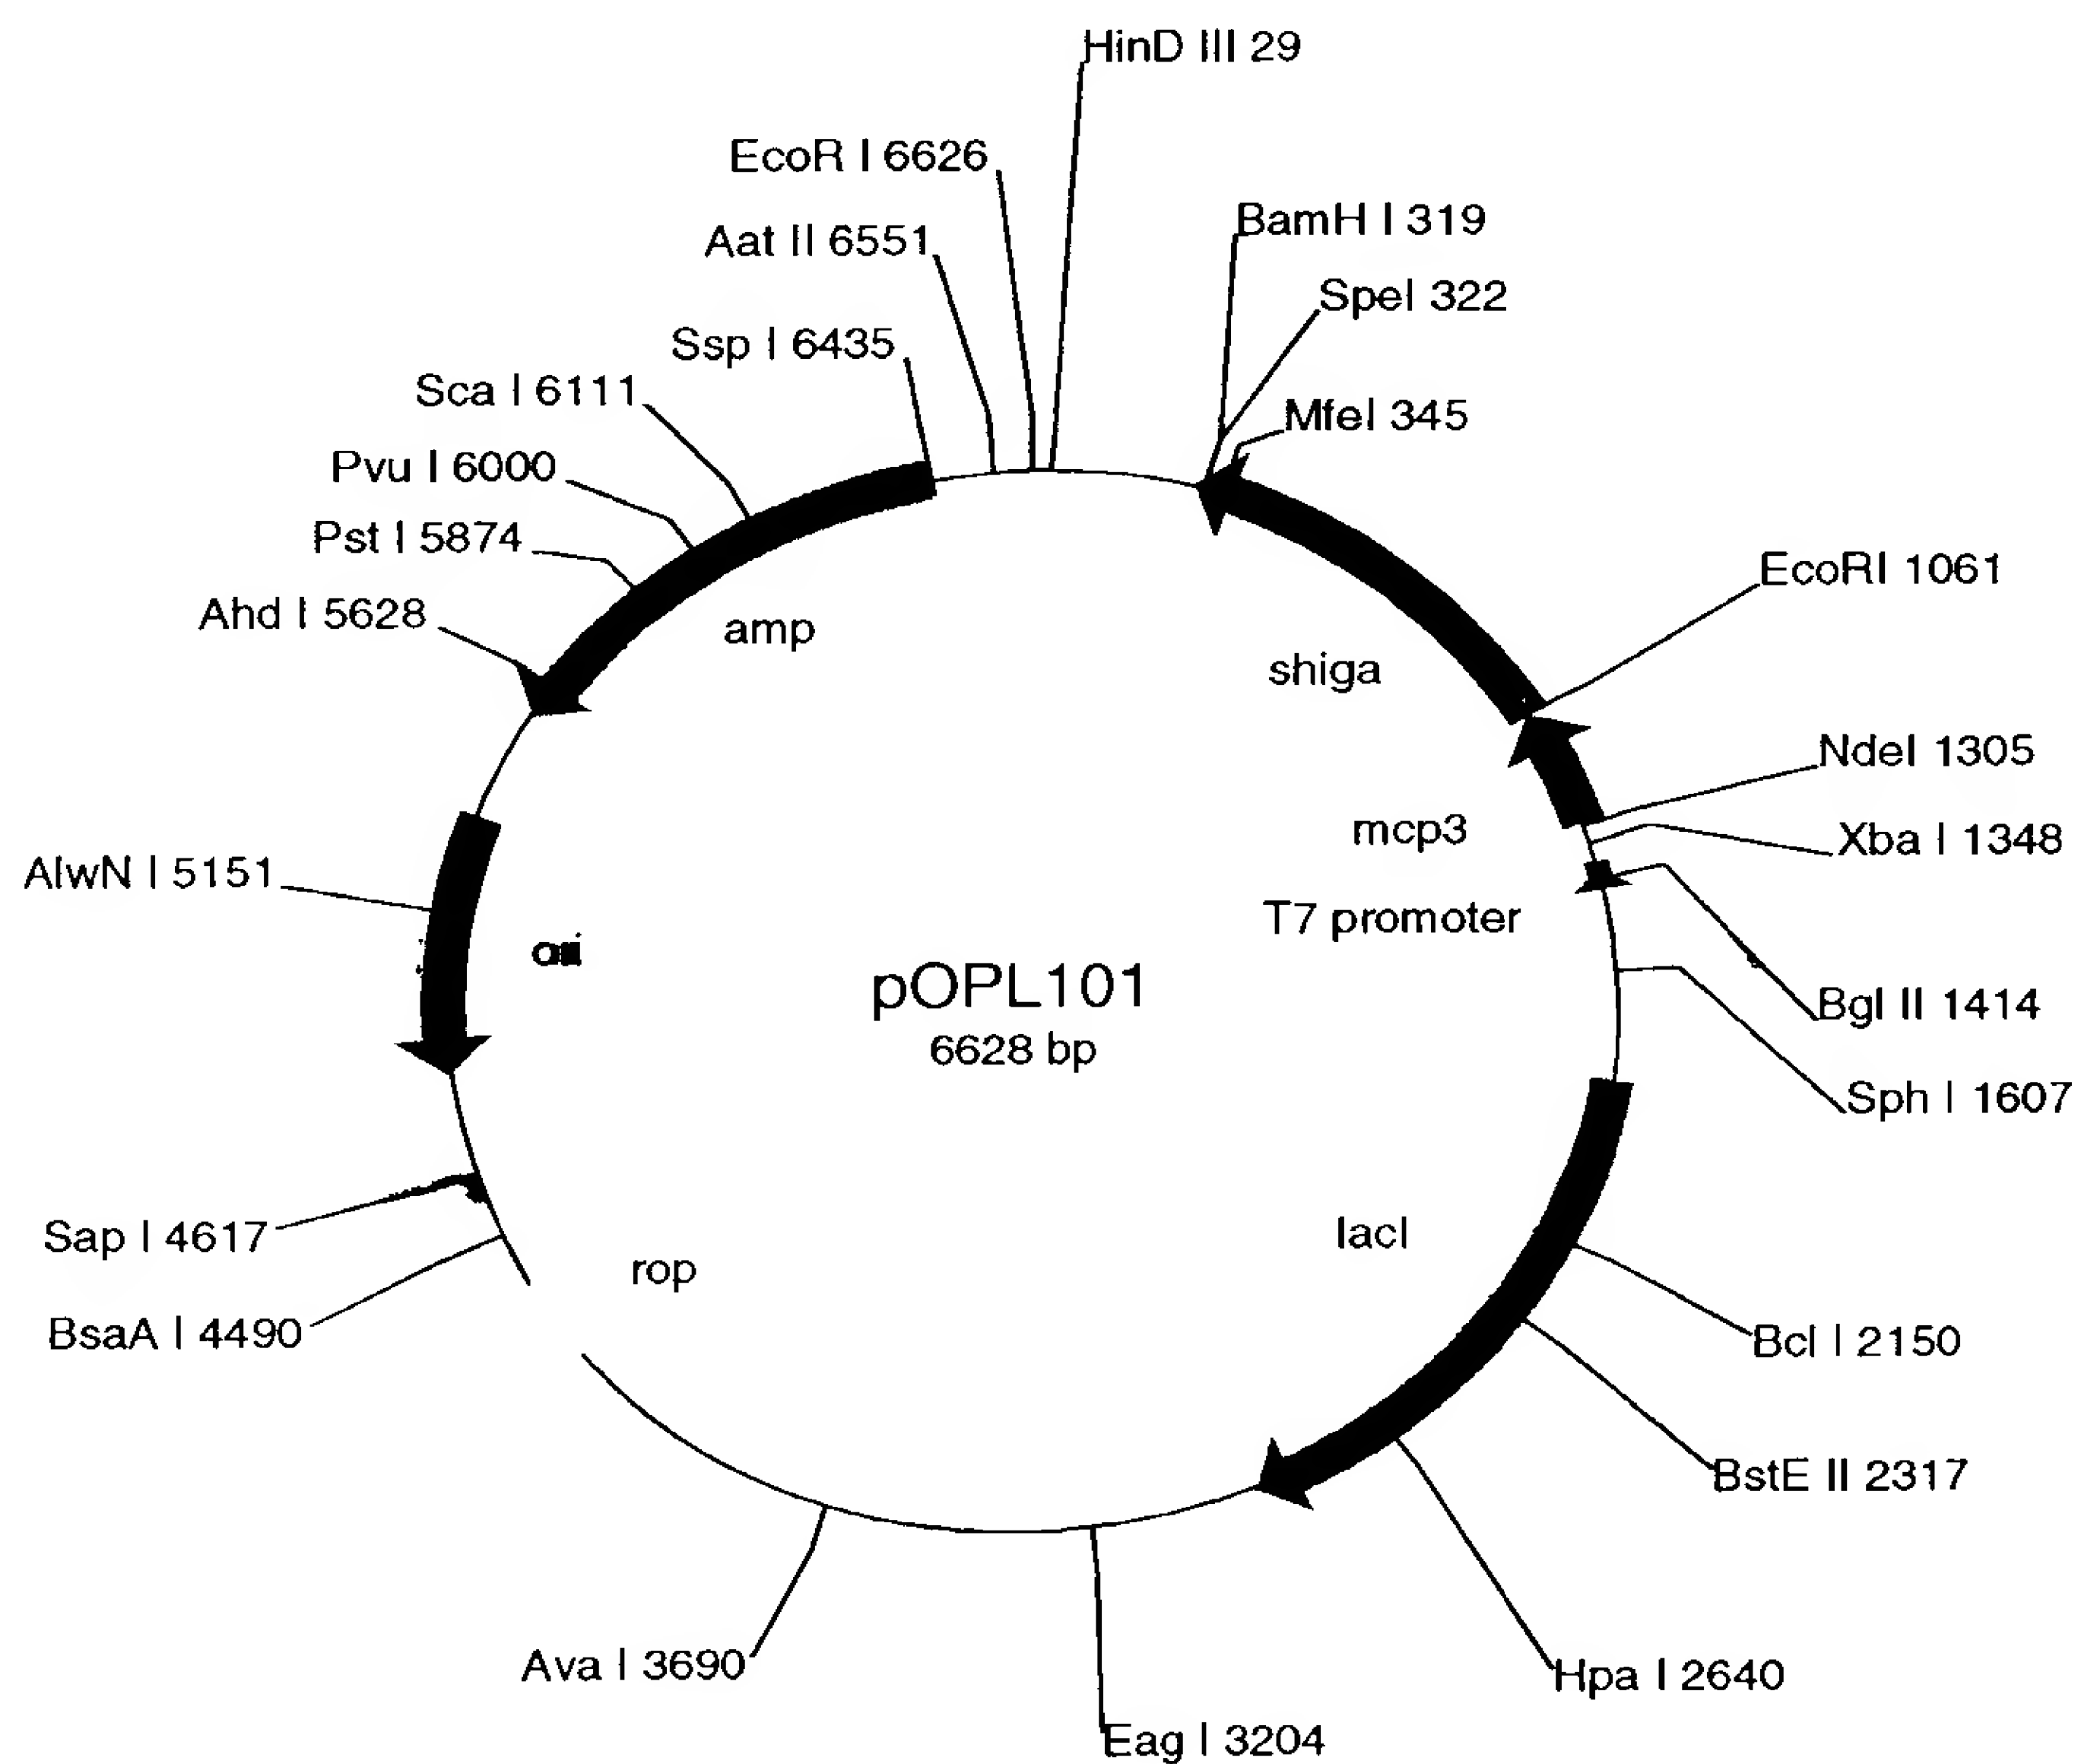 HinD III 29
EcoR I 6626
BamH I 319
Aat II 6551
SpeI 322
Ssp I 6435
Sca I 6111
MfeI 345
Pvu I 6000
Pst I 5874
EcoRI 1061
Ahd I 5628
amp
shiga
NdeI 1305
mcp3
Xba I 1348
AlwN I 5151
T7 promoter
ori
pOPL101
Bgl II 1414
6628 bp
Sph I 1607
Sap I 4617
lacI
rop
BsaA I 4490
Bcl I 2150
BstE II 2317
Ava I 3690
Hpa I 2640
Eag I 3204